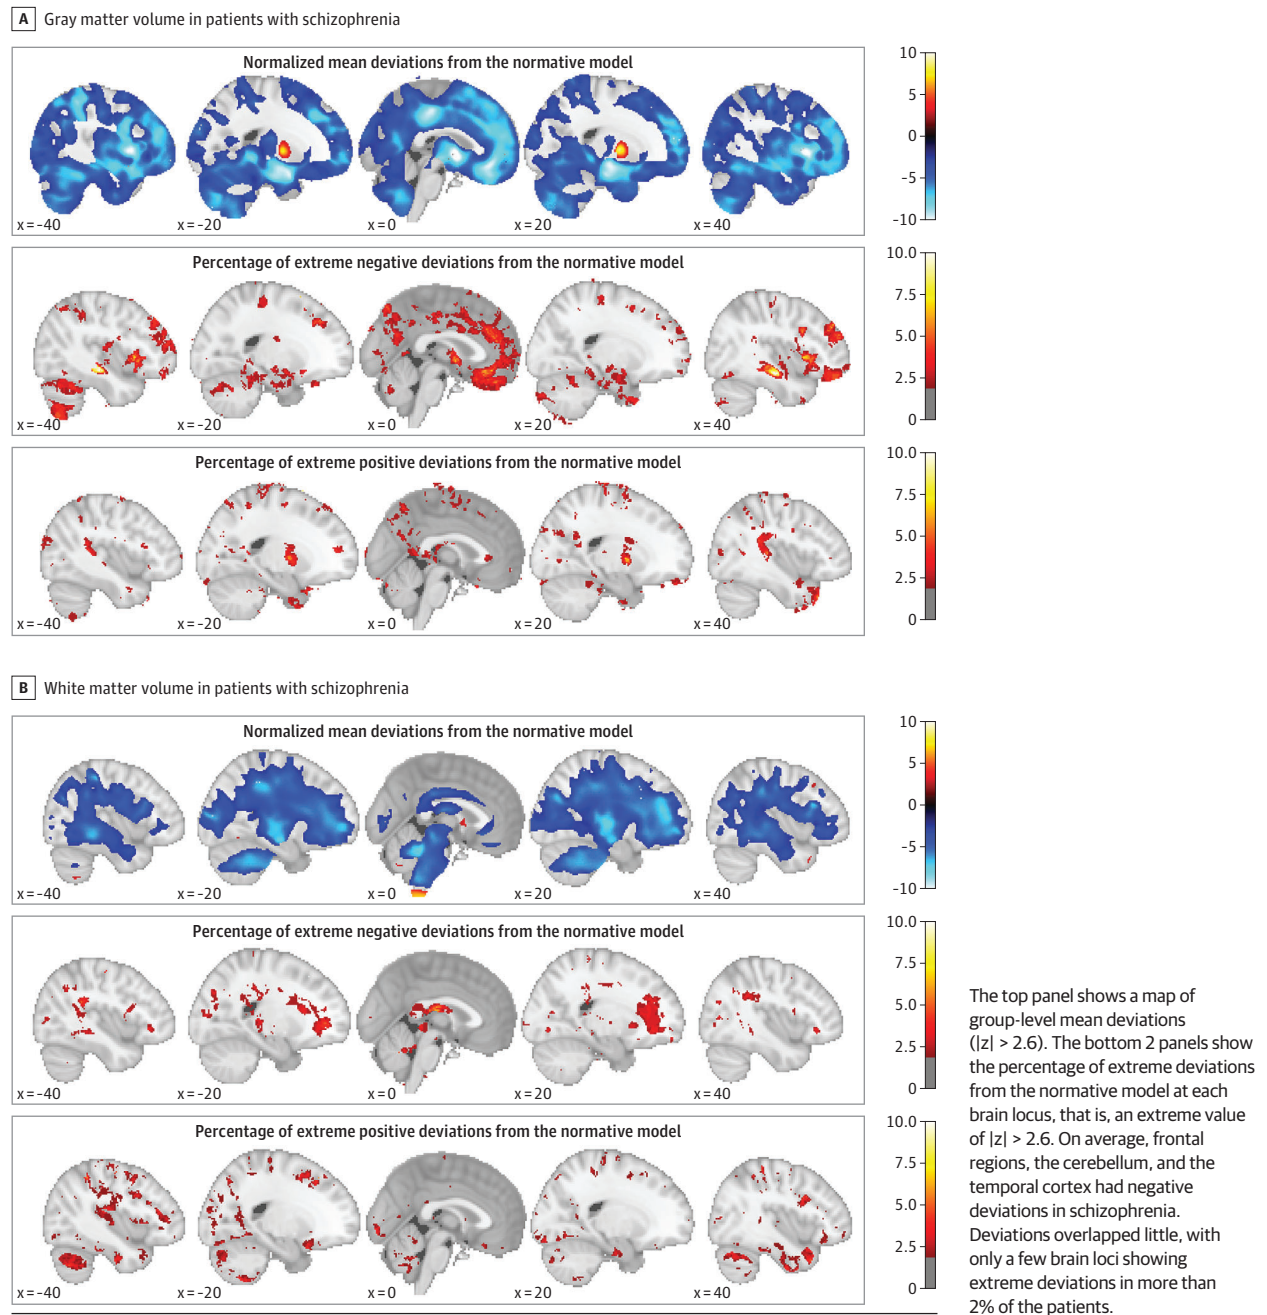 A Gray matter volume in patients with schizophrenia
Normalized mean deviations from the normative model
x = -40 x = -20 x = 0 x = 20 x = 40
10
5
0
-5
-10
Percentage of extreme negative deviations from the normative model
x = -40 x = -20 x = 0 x = 20 x = 40
10.0
7.5
5.0
2.5
0
Percentage of extreme positive deviations from the normative model
x = -40 x = -20 x = 0 x = 20 x = 40
10.0
7.5
5.0
2.5
0
B White matter volume in patients with schizophrenia
Normalized mean deviations from the normative model
x = -40 x = -20 x = 0 x = 20 x = 40
10
5
0
-5
-10
Percentage of extreme negative deviations from the normative model
x = -40 x = -20 x = 0 x = 20 x = 40
10.0
7.5
5.0
2.5
0
Percentage of extreme positive deviations from the normative model
x = -40 x = -20 x = 0 x = 20 x = 40
10.0
7.5
5.0
2.5
0
The top panel shows a map of
group-level mean deviations
(|z| > 2.6). The bottom 2 panels show
the percentage of extreme deviations
from the normative model at each
brain locus, that is, an extreme value
of |z| > 2.6. On average, frontal
regions, the cerebellum, and the
temporal cortex had negative
deviations in schizophrenia.
Deviations overlapped little, with
only a few brain loci showing
extreme deviations in more than
2% of the patients.